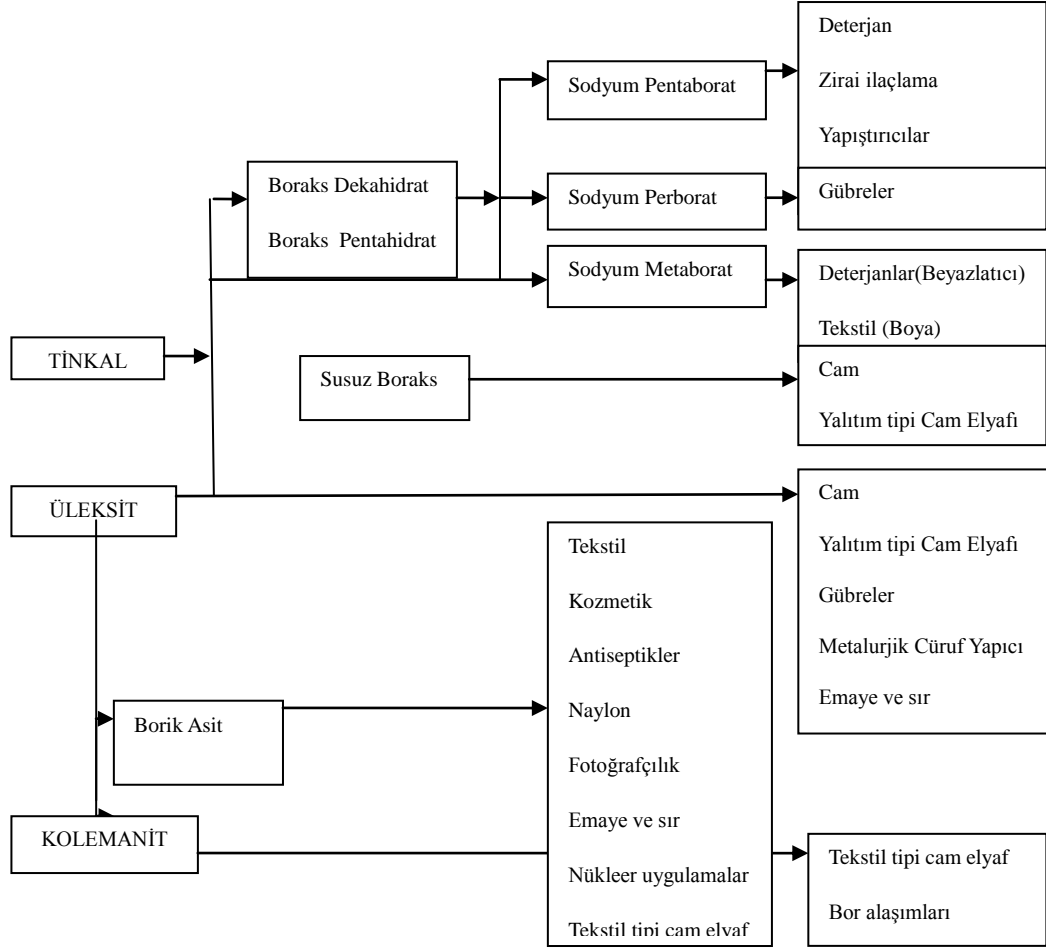 Deterjan
Zirai ilaçlama
Yapıştırıcılar
Sodyum Pentaborat
Boraks Dekahidrat
Boraks Pentahidrat
Sodyum Perborat
Gübreler
Sodyum Metaborat
Deterjanlar(Beyazlatıcı)
Tekstil (Boya)
TİNKAL
Susuz Boraks
Cam
Yalıtım tipi Cam Elyafı
ÜLEKSİT
Cam
Yalıtım tipi Cam Elyafı
Gübreler
Metalurjik Cüruf Yapıcı
Emaye ve sır
Borik Asit
Tekstil
Kozmetik
Antiseptikler
Naylon
Fotoğrafçılık
Emaye ve sır
Nükleer uygulamalar
Tekstil tipi cam elyaf
KOLEMANİT
Tekstil tipi cam elyaf
Bor alaşımları